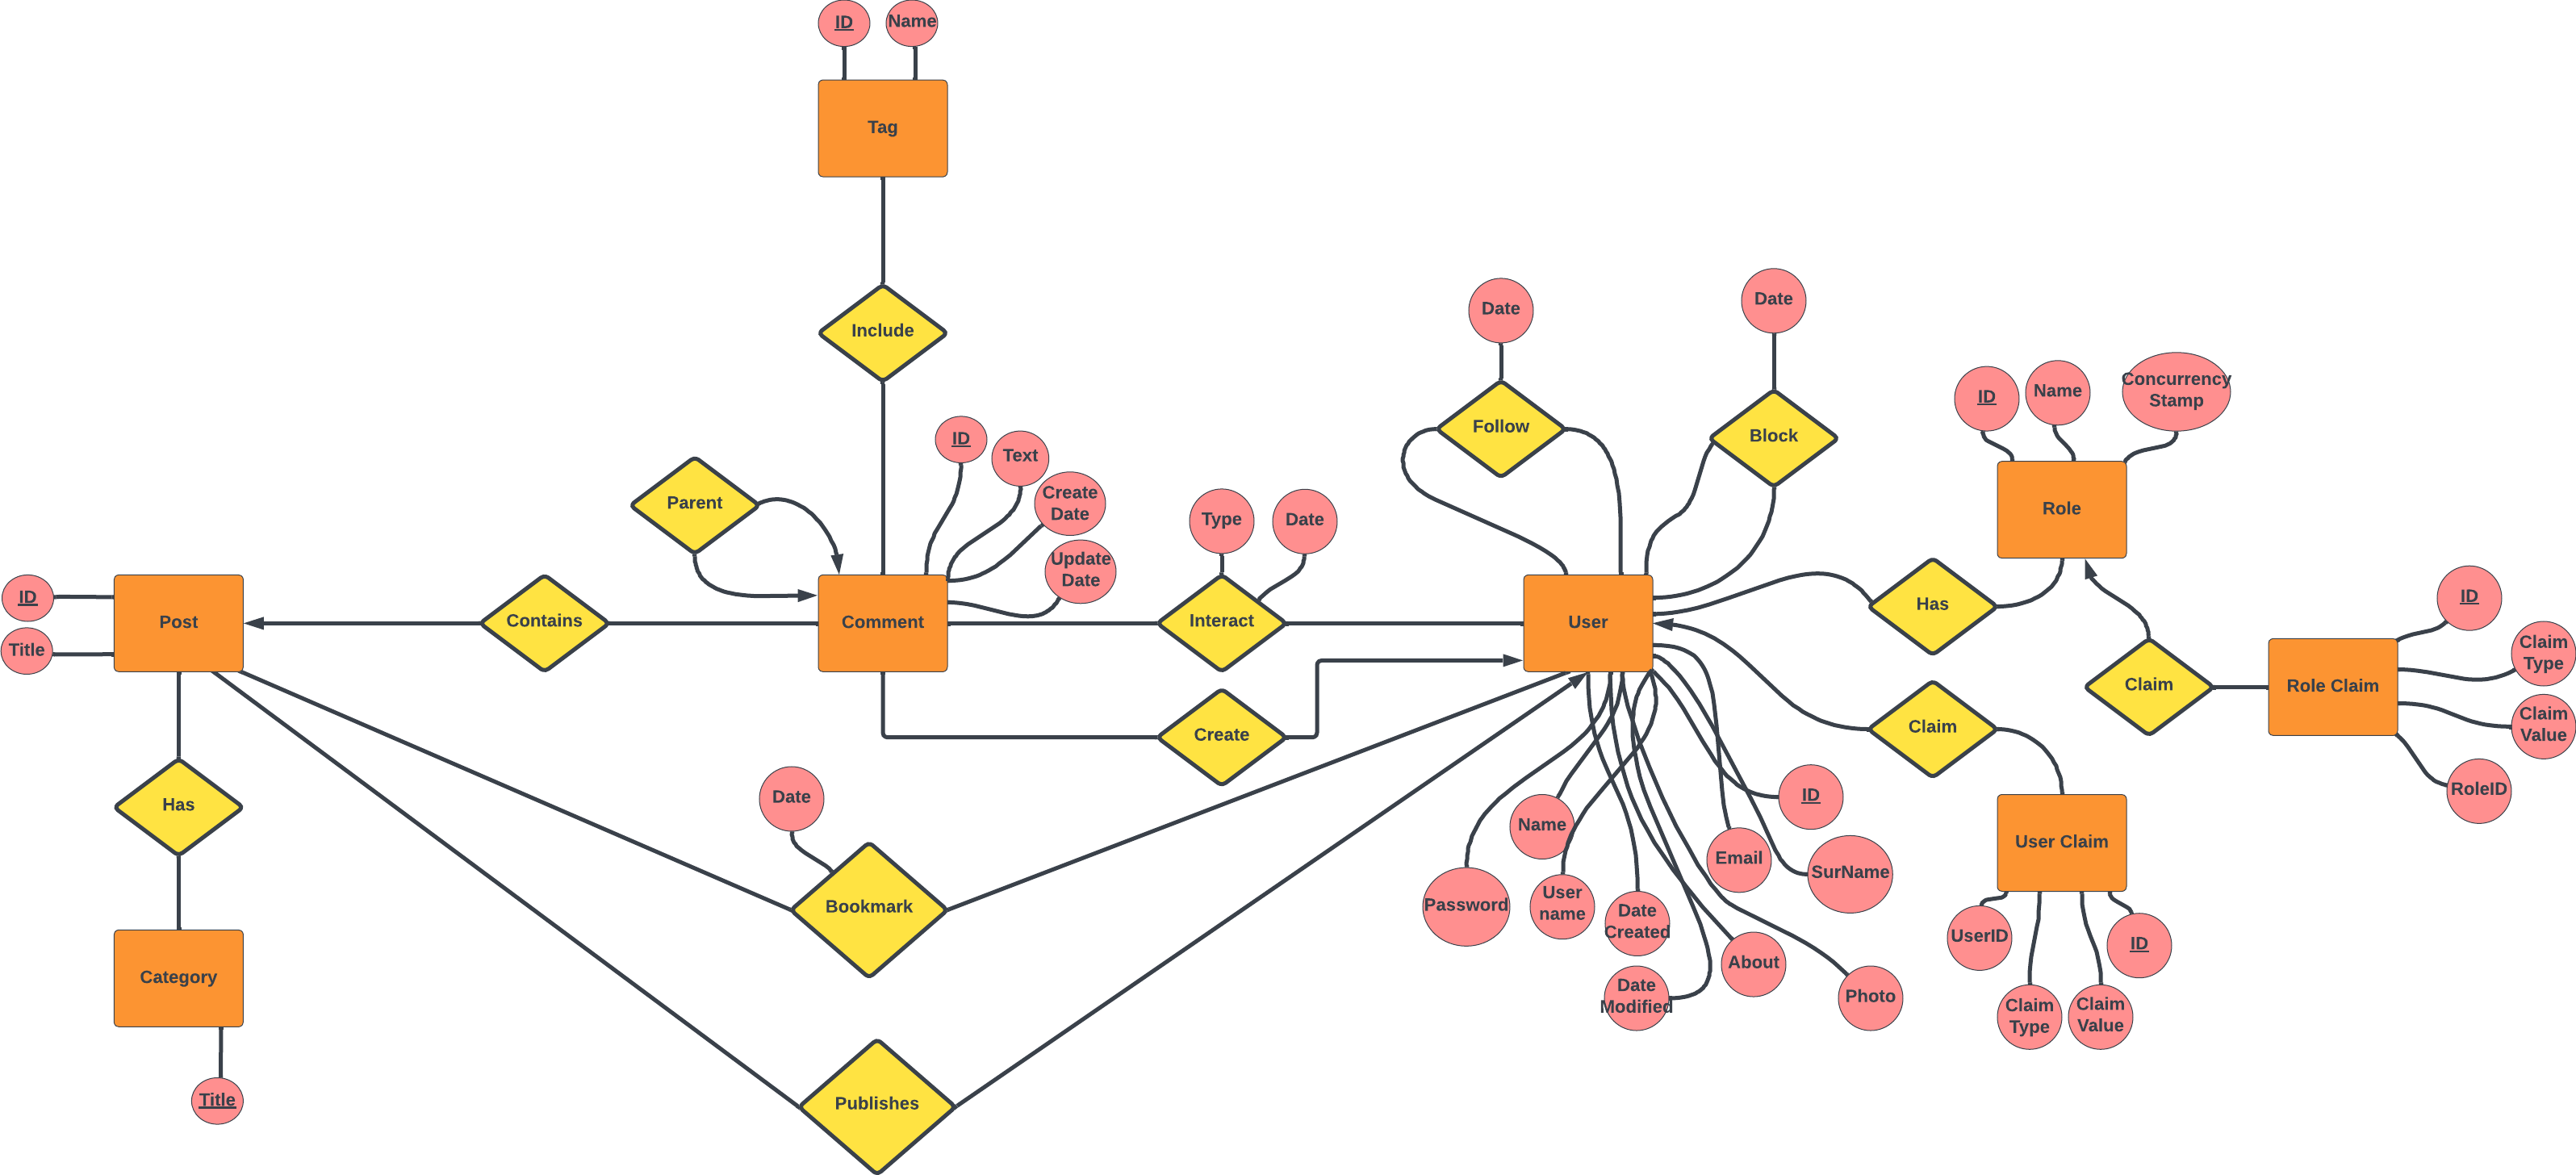 ID
Name
Tag
Include
Date
Date
Follow
Block
ID
Name
Concurrency
Stamp
Role
Parent
ID
Text
Create
Date
Update
Date
Type
Date
Has
ID
Title
Post
Contains
Comment
Interact
User
ID
Claim
Type
Claim
Value
RoleID
Role Claim
Claim
Create
Claim
Has
Date
Bookmark
Name
ID
Email
SurName
Password
User
name
Date
Created
Date
Modified
About
Photo
User Claim
UserID
ID
Claim
Type
Claim
Value
Category
Title
Publishes